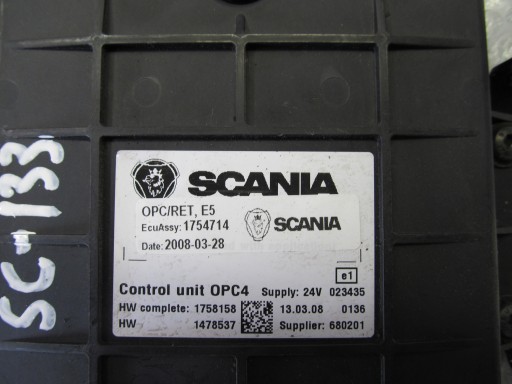 SC-133
SCANIA
OPC/RET, E5
EcuAssy: 1754714
SCANIA
Date: 2008-03-28
e1
Control unit OPC4 Supply: 24V 023435
HW complete: 1758158 13.03.08 0136
HW 1478537 Supplier: 680201